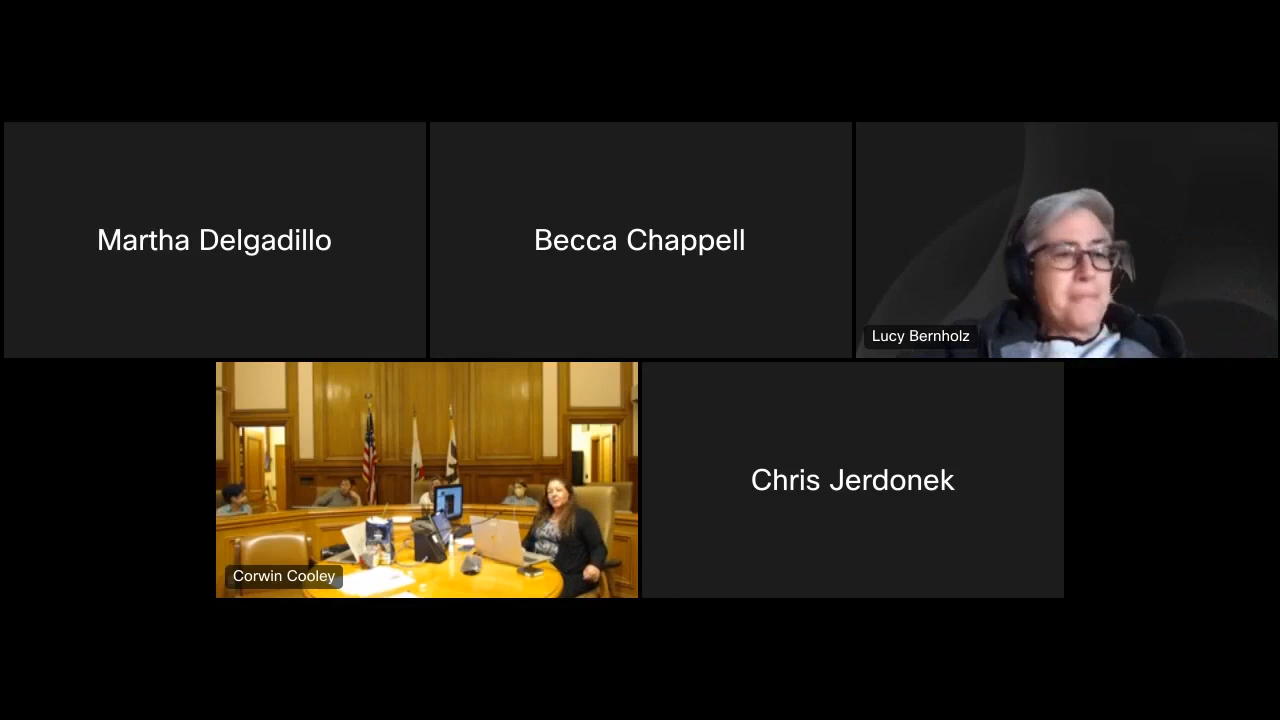 Martha Delgadillo
Becca Chappell
Lucy Bernholz
Corwin Cooley
Chris Jerdonek